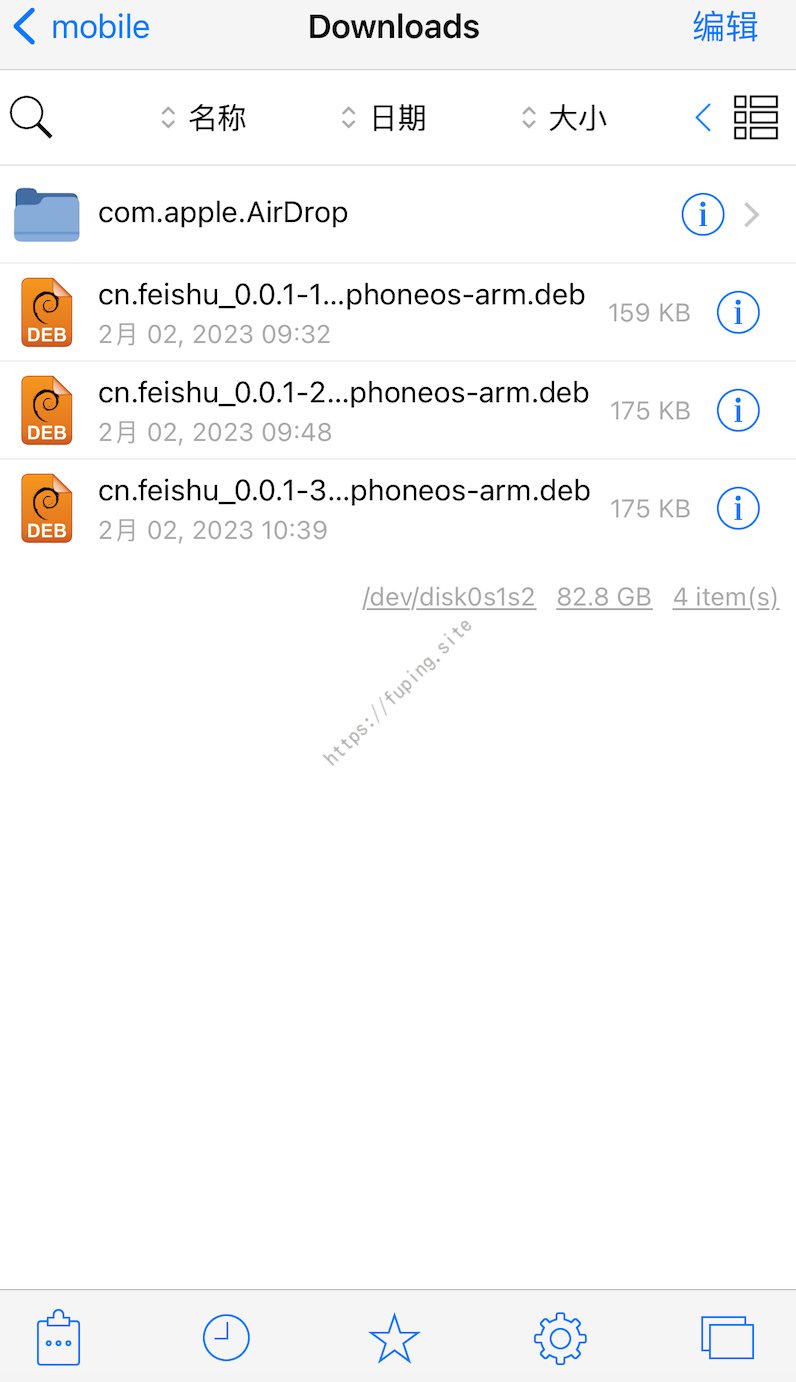 mobile Downloads 编辑
名称 日期 大小
com.apple.AirDrop
cn.feishu_0.0.1-1...phoneos-arm.deb
DEB 2月 02, 2023 09:32 159 KB
cn.feishu_0.0.1-2...phoneos-arm.deb
DEB 2月 02, 2023 09:48 175 KB
cn.feishu_0.0.1-3...phoneos-arm.deb
DEB 2月 02, 2023 10:39 175 KB
/dev/disk0s1s2 82.8 GB 4 item(s)
https://fuping.site